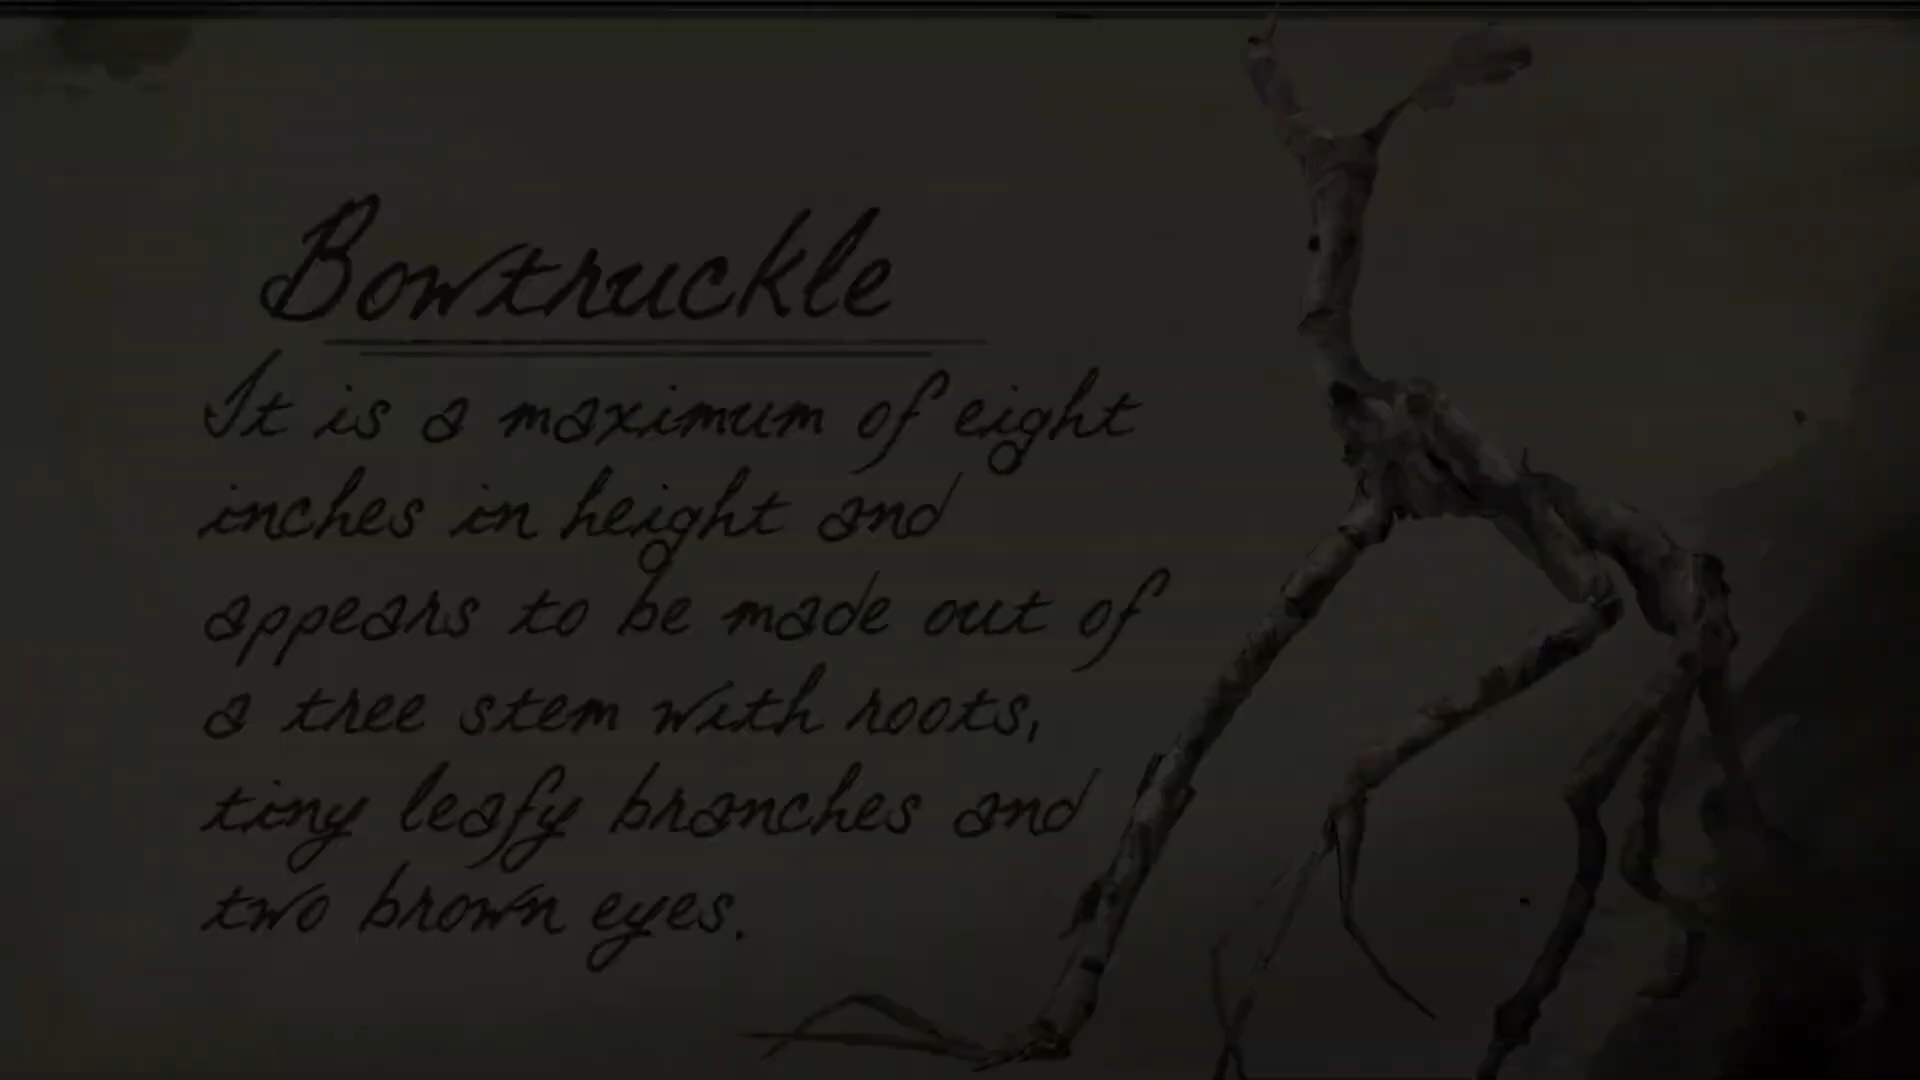 Bowtruckle
It is a maximum of eight
inches in height and
appears to be made out of
a tree stem with roots,
tiny leafy branches and
two brown eyes.